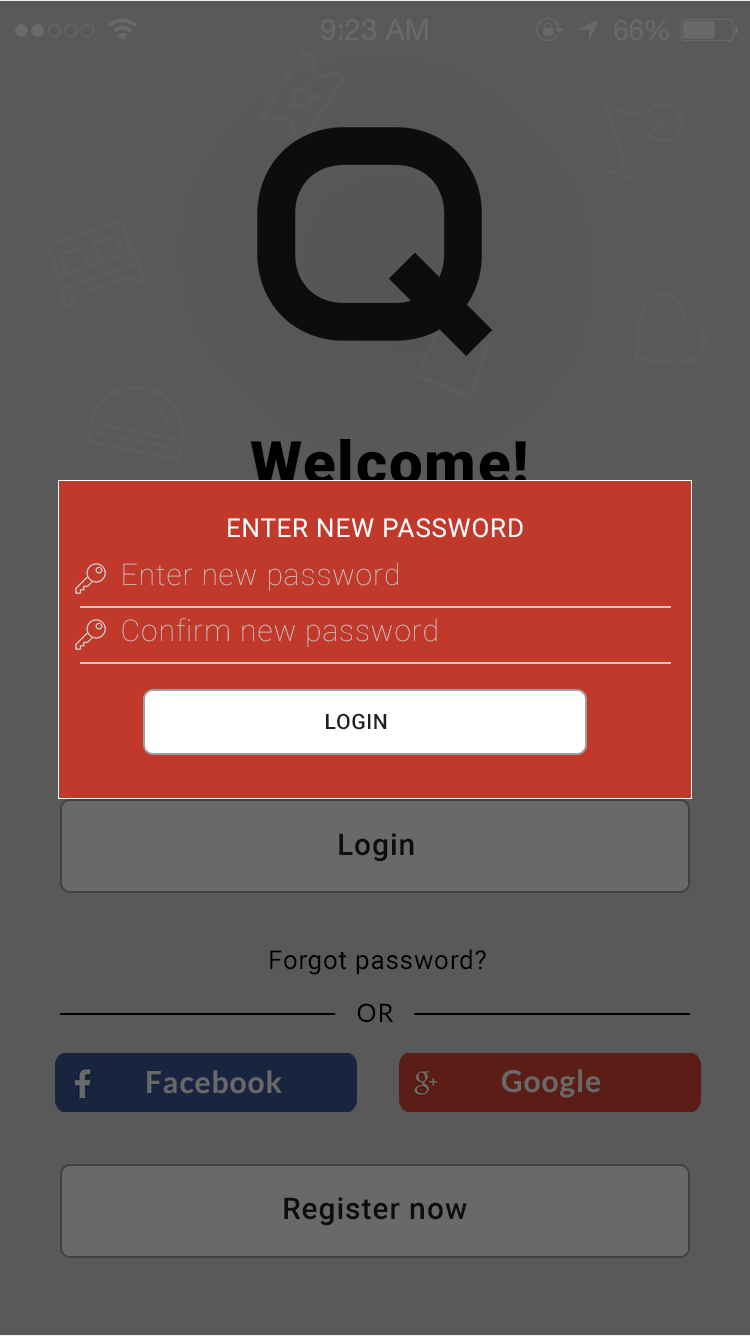 9:23 AM 66%
Q
Welcome!
ENTER NEW PASSWORD
Enter new password
Confirm new password
LOGIN
Login
Forgot password?
OR
f Facebook g+ Google
Register now